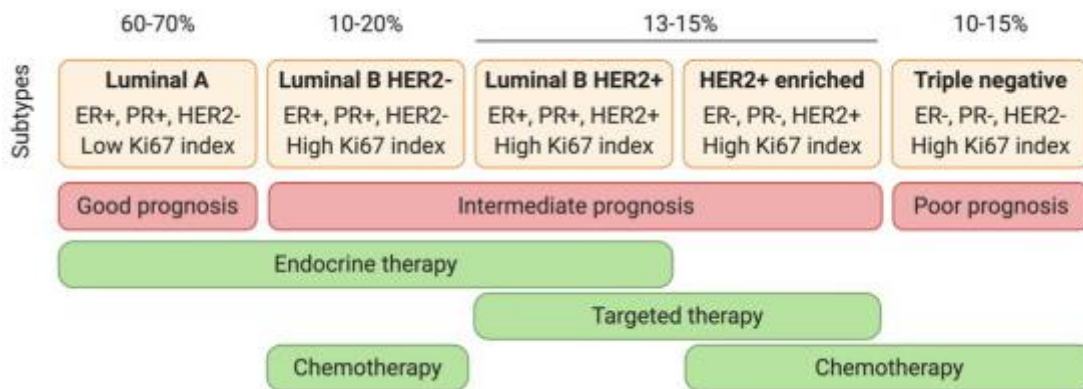 60-70%
10-20%
13-15%
10-15%
Subtypes
Luminal A
ER+, PR+, HER2-
Low Ki67 index
Luminal B HER2-
ER+, PR+, HER2-
High Ki67 index
Luminal B HER2+
ER+, PR+, HER2+
High Ki67 index
HER2+ enriched
ER-, PR-, HER2+
High Ki67 index
Triple negative
ER-, PR-, HER2-
High Ki67 index
Good prognosis
Intermediate prognosis
Poor prognosis
Endocrine therapy
Targeted therapy
Chemotherapy
Chemotherapy